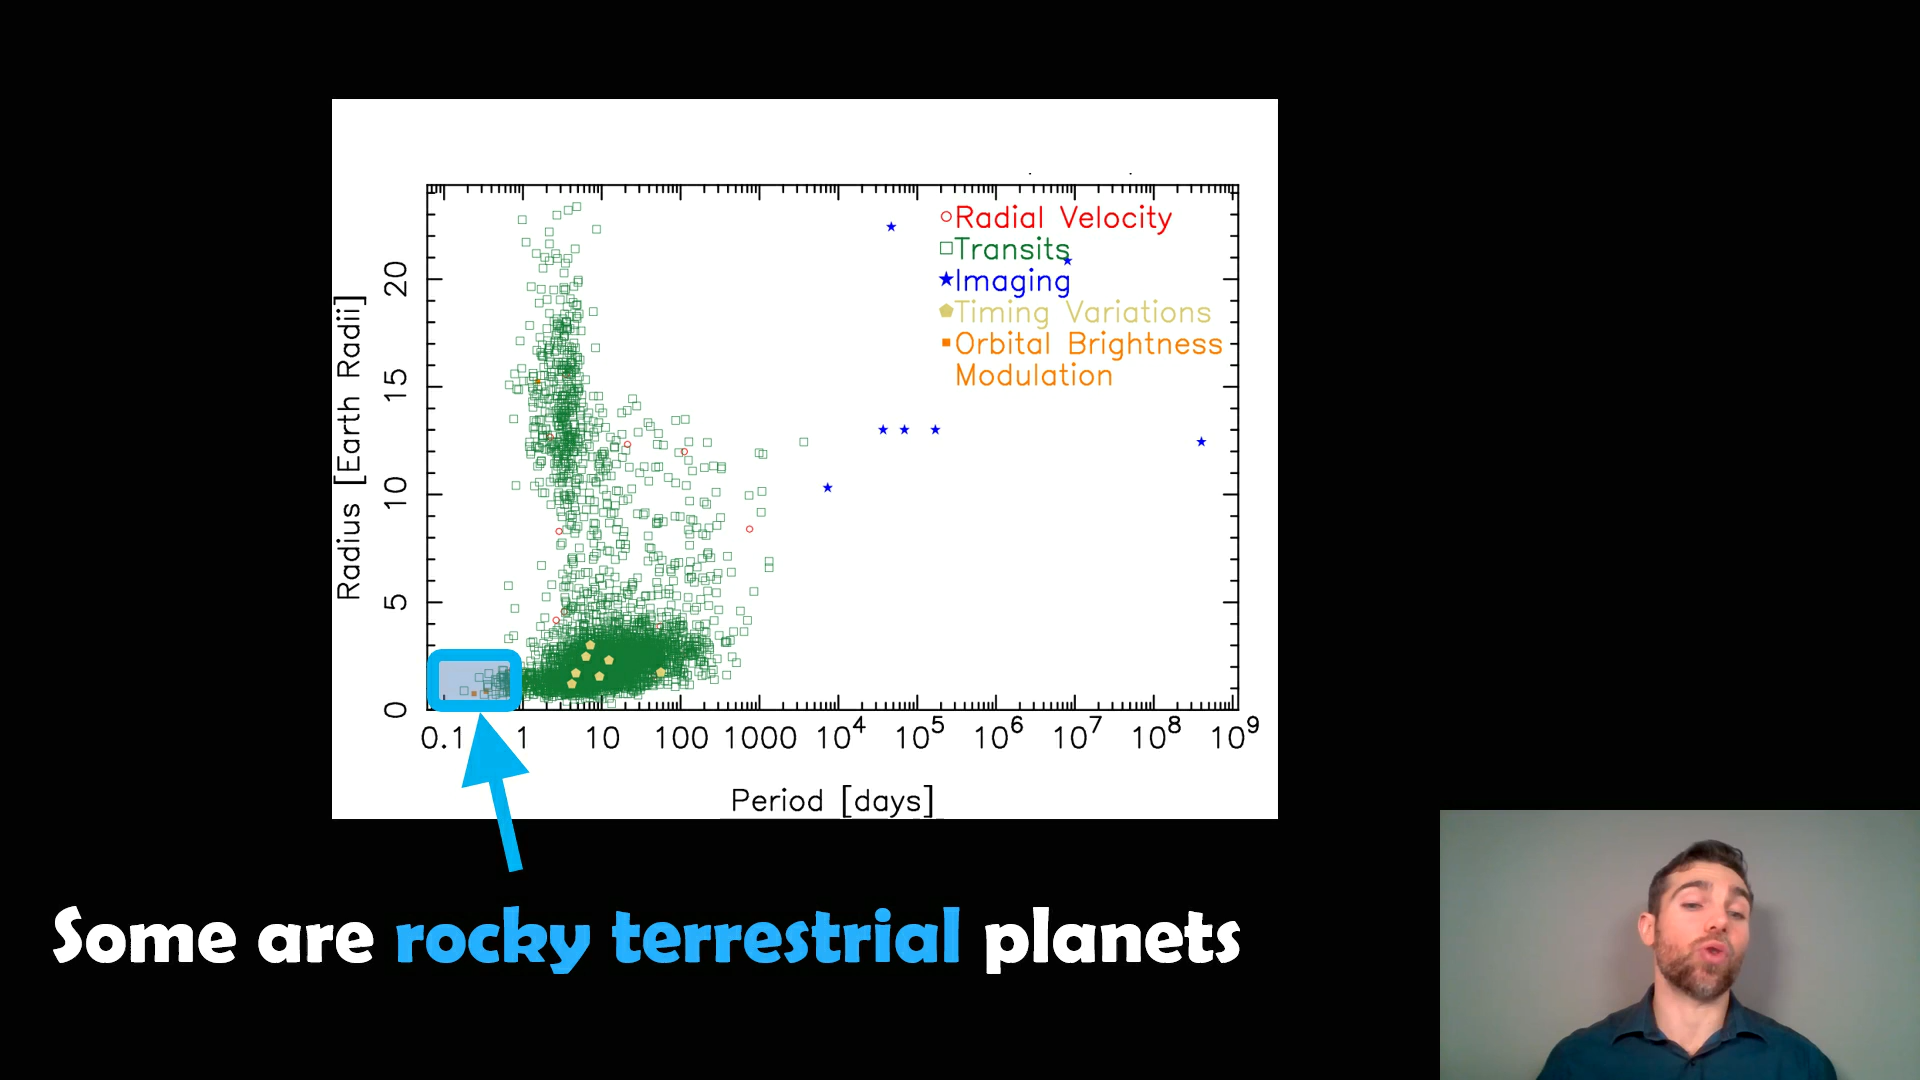 Radial Velocity
Transits
Imaging
Timing Variations
Orbital Brightness
Modulation
Radius [Earth Radii]
20
15
10
5
0
0.1 1 10 100 1000 10⁴ 10⁵ 10⁶ 10⁷ 10⁸ 10⁹
Period [days]
Some are rocky terrestrial planets